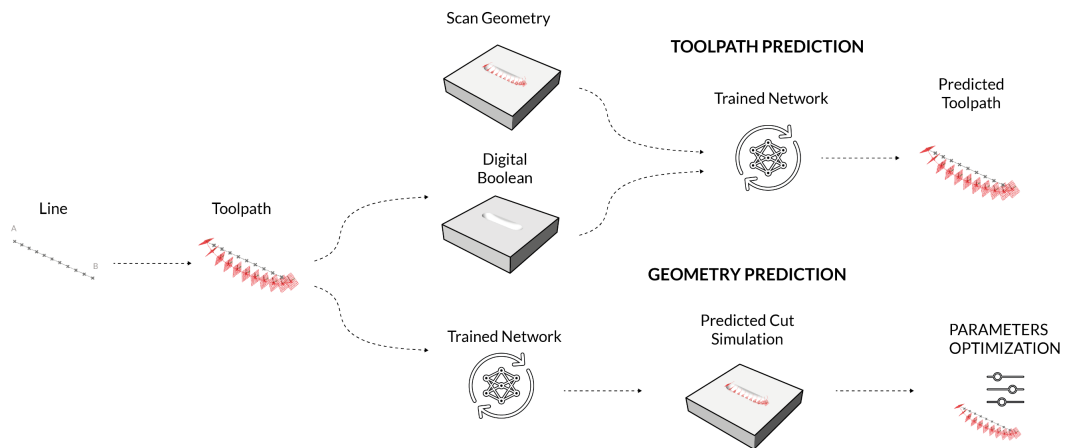 Scan Geometry
TOOLPATH PREDICTION
Trained Network
Predicted
Toolpath
Digital
Boolean
Line
Toolpath
A
B
GEOMETRY PREDICTION
Trained Network
Predicted Cut
Simulation
PARAMETERS
OPTIMIZATION